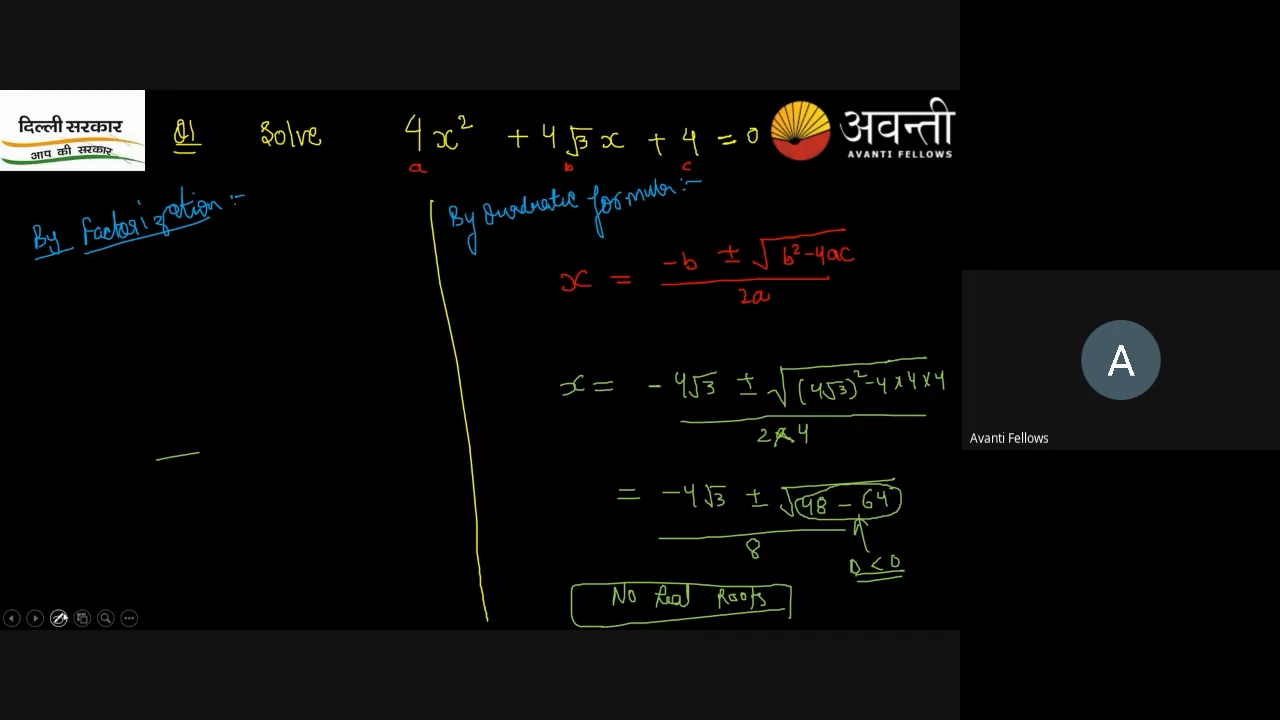 दिल्ली सरकार
आप की सरकार
Q1 Solve 4x² + 4√3x + 4 = 0
a b c
अवन्ती
AVANTI FELLOWS
By Factorization :-
By Quadratic formula :-
x = (-b ± √(b²-4ac)) / 2a
x = (-4√3 ± √((4√3)²-4×4×4)) / 2×4
= (-4√3 ± √(48 - 64)) / 8
D < 0
No Real Roots
A
Avanti Fellows